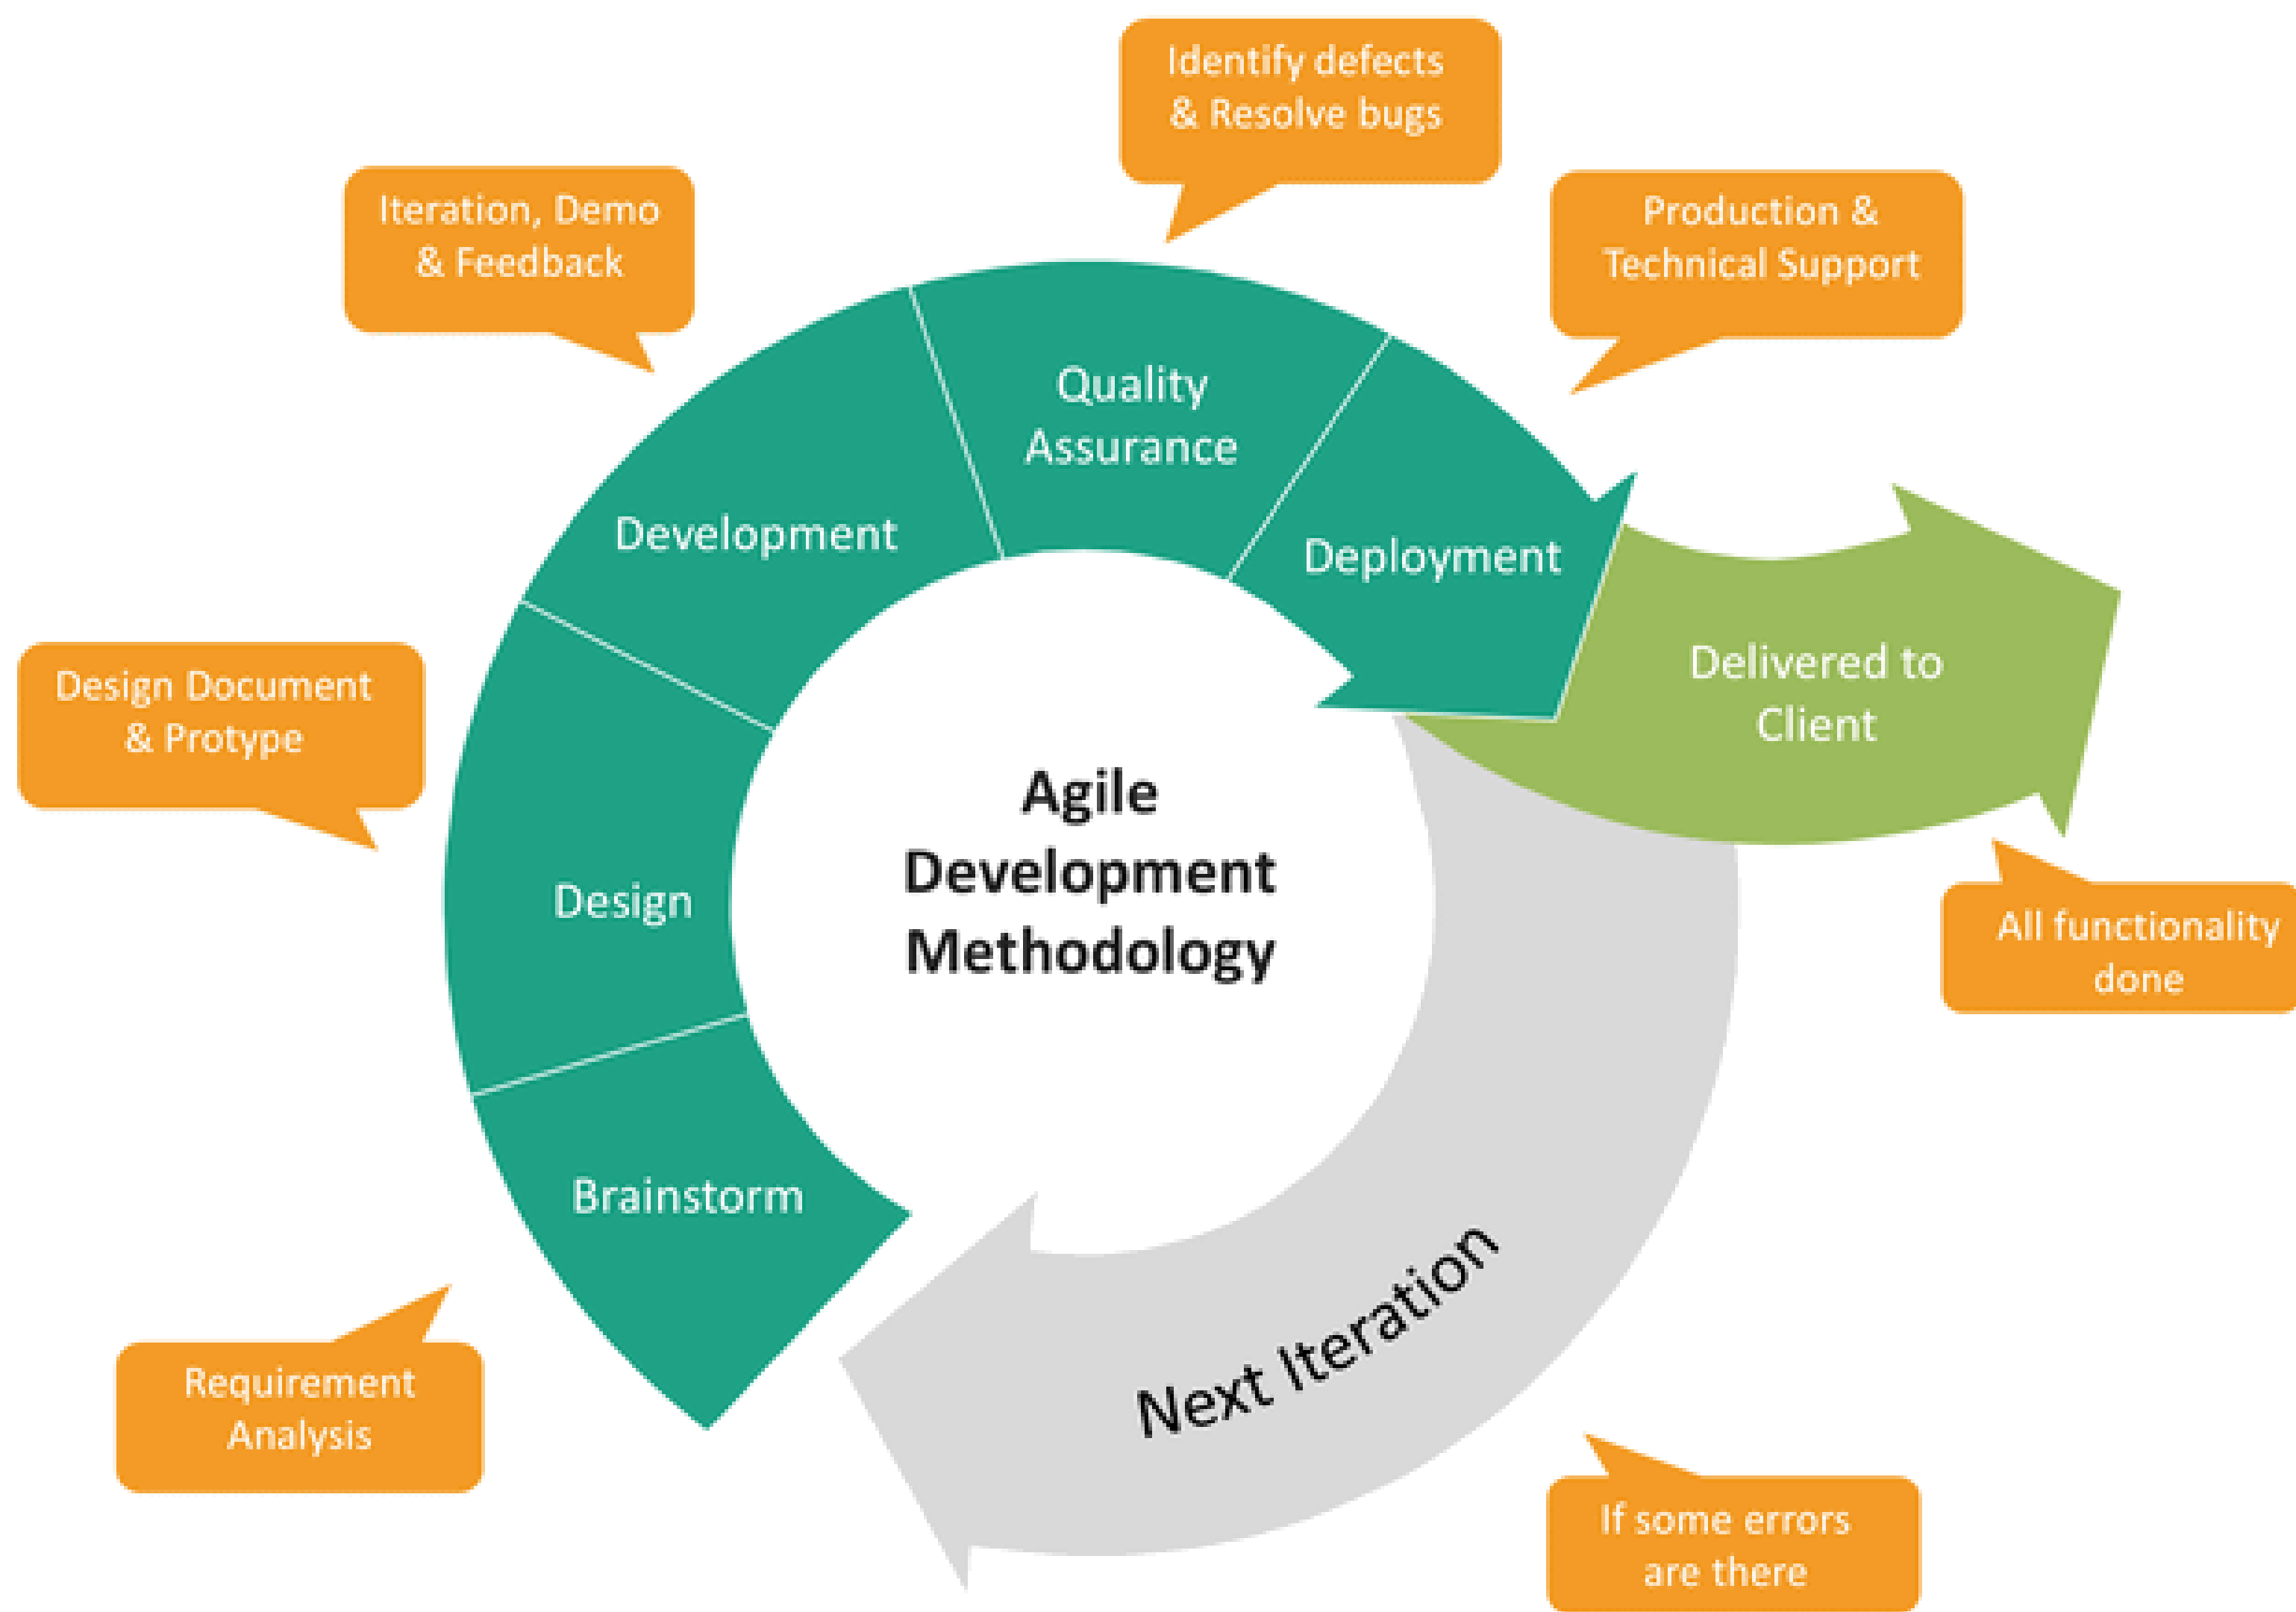 Identify defects
& Resolve bugs
Iteration, Demo
& Feedback
Production &
Technical Support
Quality
Assurance
Development
Deployment
Design Document
& Protype
Delivered to
Client
Agile
Development
Methodology
Design
All functionality
done
Brainstorm
Next Iteration
Requirement
Analysis
If some errors
are there